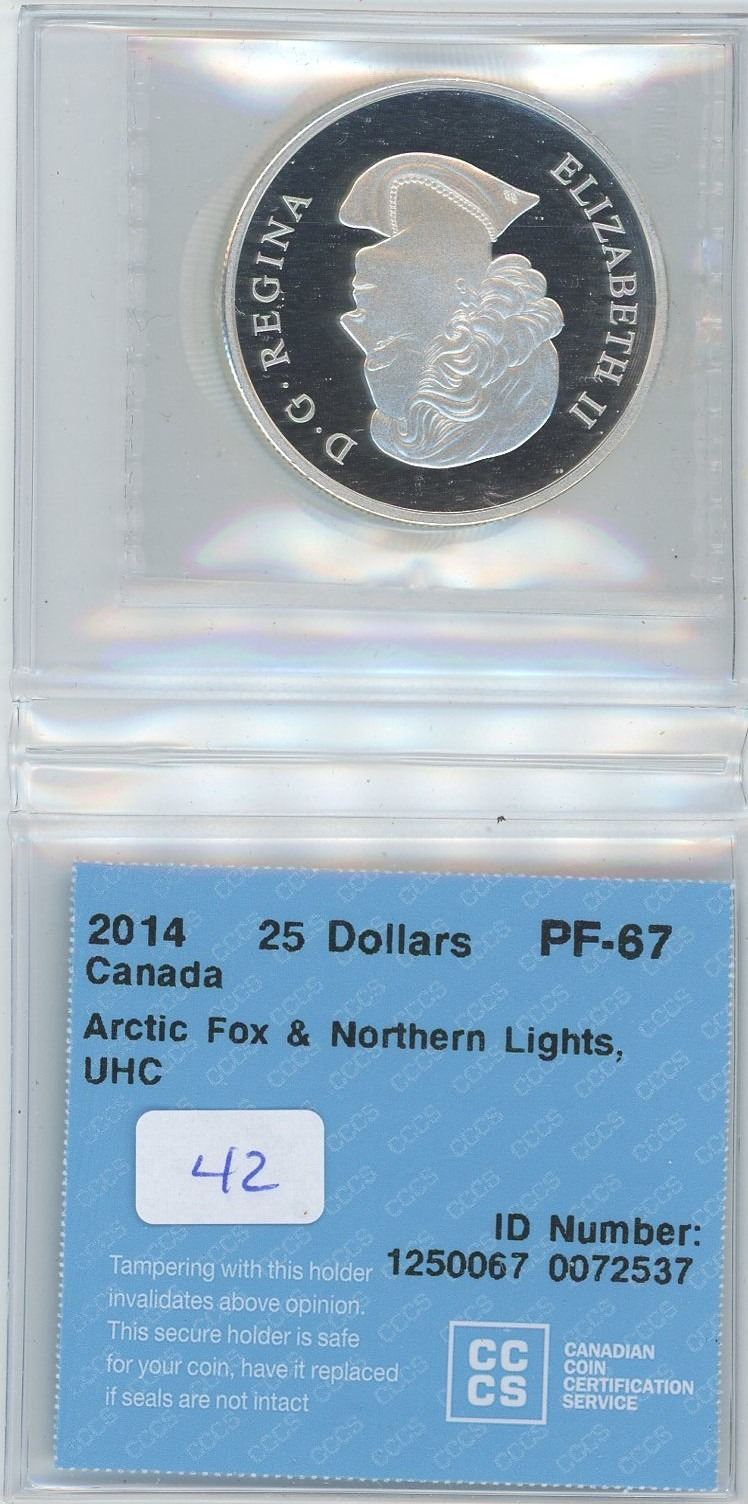 ELIZABETH II
D·G·REGINA
2014 25 Dollars PF-67
Canada
Arctic Fox & Northern Lights,
UHC
42
ID Number:
1250067 0072537
Tampering with this holder
invalidates above opinion.
This secure holder is safe
for your coin, have it replaced
if seals are not intact
CC
CS
CANADIAN
COIN
CERTIFICATION
SERVICE